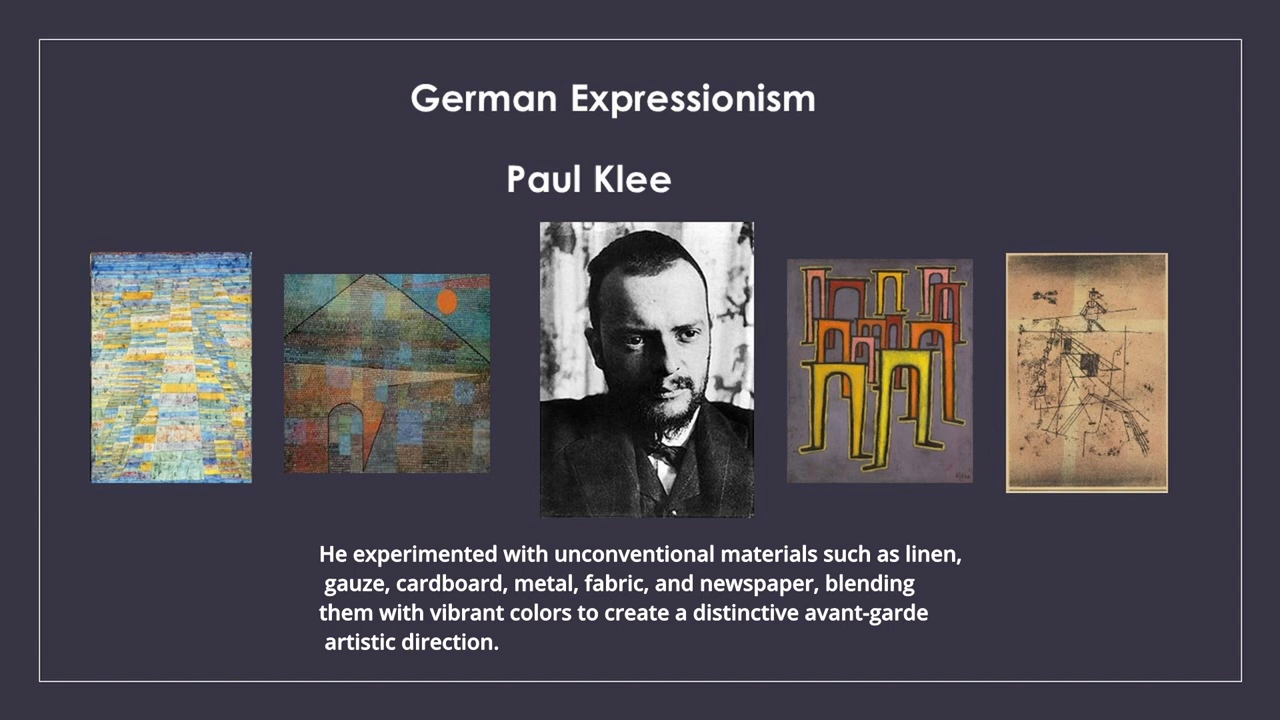 German Expressionism
Paul Klee
He experimented with unconventional materials such as linen,
gauze, cardboard, metal, fabric, and newspaper, blending
them with vibrant colors to create a distinctive avant-garde
artistic direction.